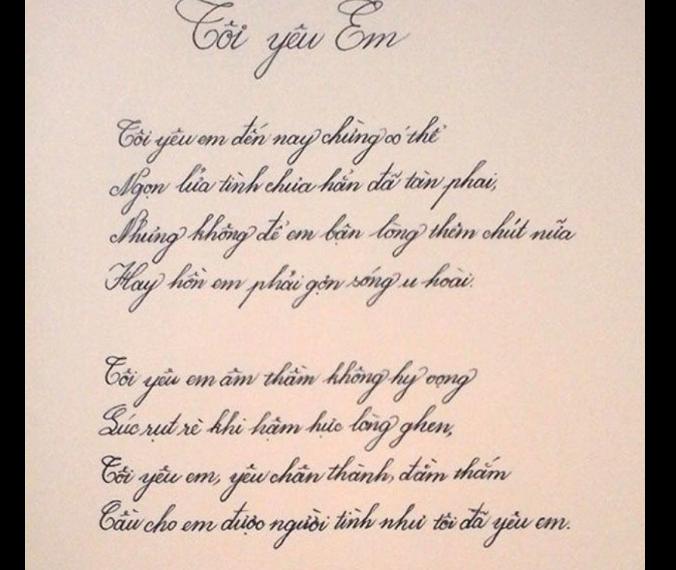 Tôi yêu Em
Tôi yêu em đến nay chừng có thể
Ngọn lửa tình chưa hẳn đã tàn phai,
Nhưng không để em bận lòng thêm chút nữa
Hay hồn em phải gợn sóng u hoài.
Tôi yêu em âm thầm không hy vọng
Lúc rụt rè khi hậm hực lòng ghen,
Tôi yêu em, yêu chân thành, đằm thắm
Cầu cho em được người tình như tôi đã yêu em.